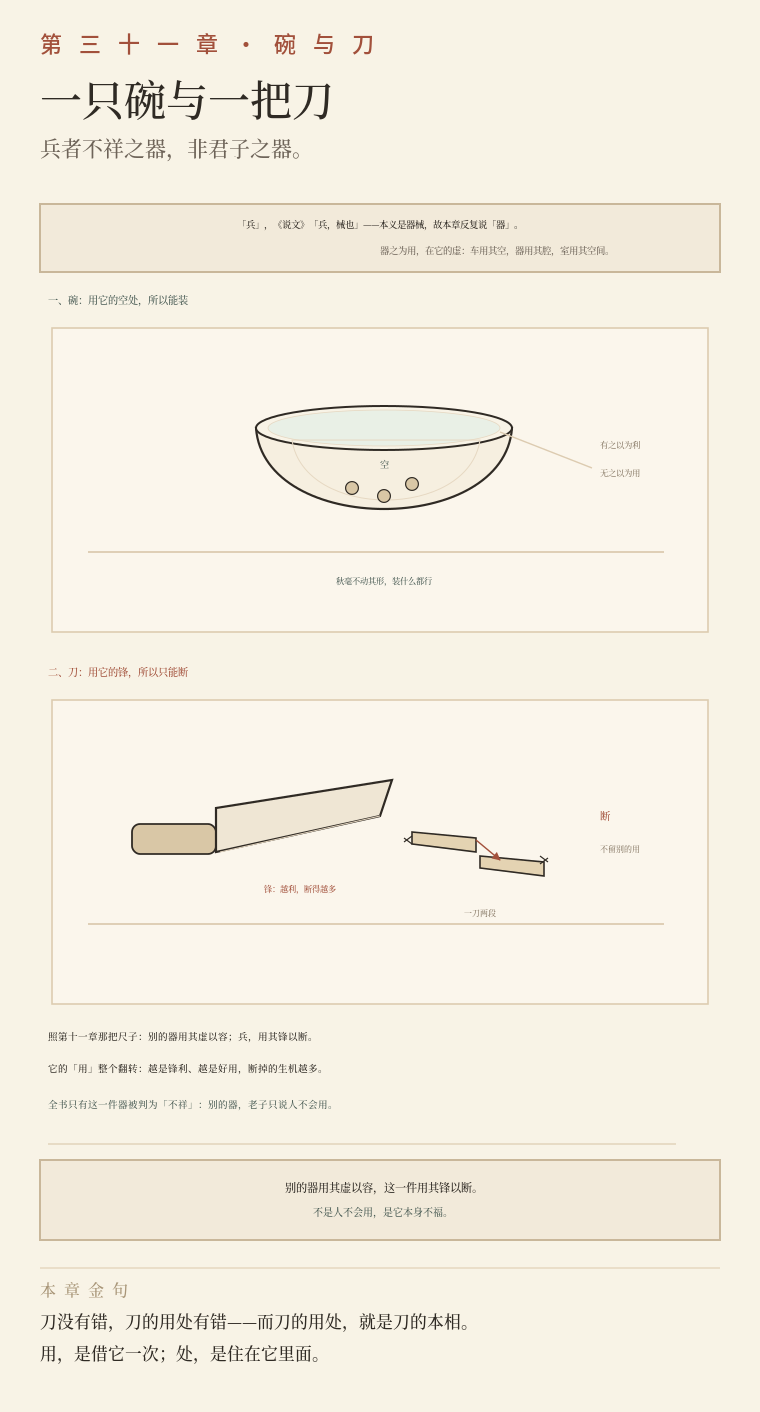 第三十一章·碗与刀
一只碗与一把刀
兵者不祥之器，非君子之器。
「兵」，《说文》「兵，械也」——本义是器械，故本章反复说「器」。
器之为用，在它的虚：车用其空，器用其腔，室用其空间。
一、碗：用它的空处，所以能装
空
有之以为利
无之以为用
秋毫不动其形，装什么都行
二、刀：用它的锋，所以只能断
断
不留别的用
锋：越利，断得越多
一刀两段
照第十一章那把尺子：别的器用其虚以容；兵，用其锋以断。
它的「用」整个翻转：越是锋利、越是好用，断掉的生机越多。
全书只有这一件器被判为「不祥」：别的器，老子只说人不会用。
别的器用其虚以容，这一件用其锋以断。
不是人不会用，是它本身不福。
本章金句
刀没有错，刀的用处有错——而刀的用处，就是刀的本相。
用，是借它一次；处，是住在它里面。